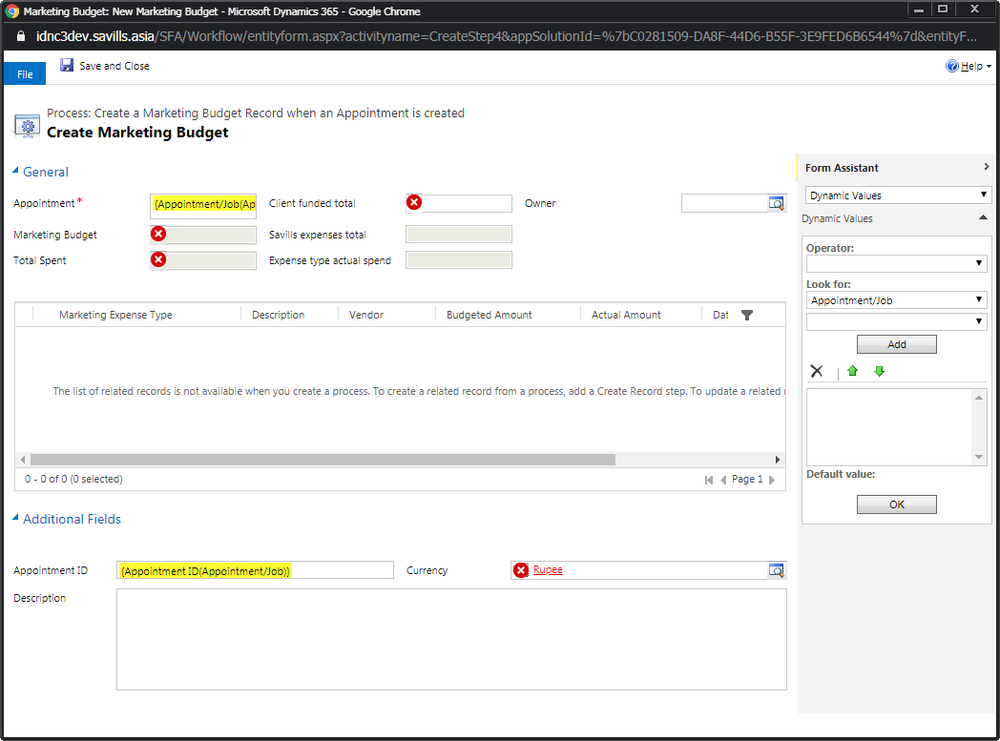 Marketing Budget: New Marketing Budget - Microsoft Dynamics 365 - Google Chrome
idnc3dev.savills.asia/SFA/Workflow/entityform.aspx?activityname=CreateStep4&appSolutionId=%7bC0281509-DA8F-44D6-B55F-3E9FED6B6544%7d&entityF...
File Save and Close Help
Process: Create a Marketing Budget Record when an Appointment is created
Create Marketing Budget
General
Appointment * {Appointment/Job(Ap Client funded total Owner
Marketing Budget Savills expenses total
Total Spent Expense type actual spend
Marketing Expense Type Description Vendor Budgeted Amount Actual Amount Dat
The list of related records is not available when you create a process. To create a related record from a process, add a Create Record step. To update a related r
0 - 0 of 0 (0 selected) Page 1
Additional Fields
Appointment ID {Appointment ID(Appointment/Job)} Currency Rupee
Description
Form Assistant
Dynamic Values
Dynamic Values
Operator:
Look for:
Appointment/Job
Add
Default value:
OK